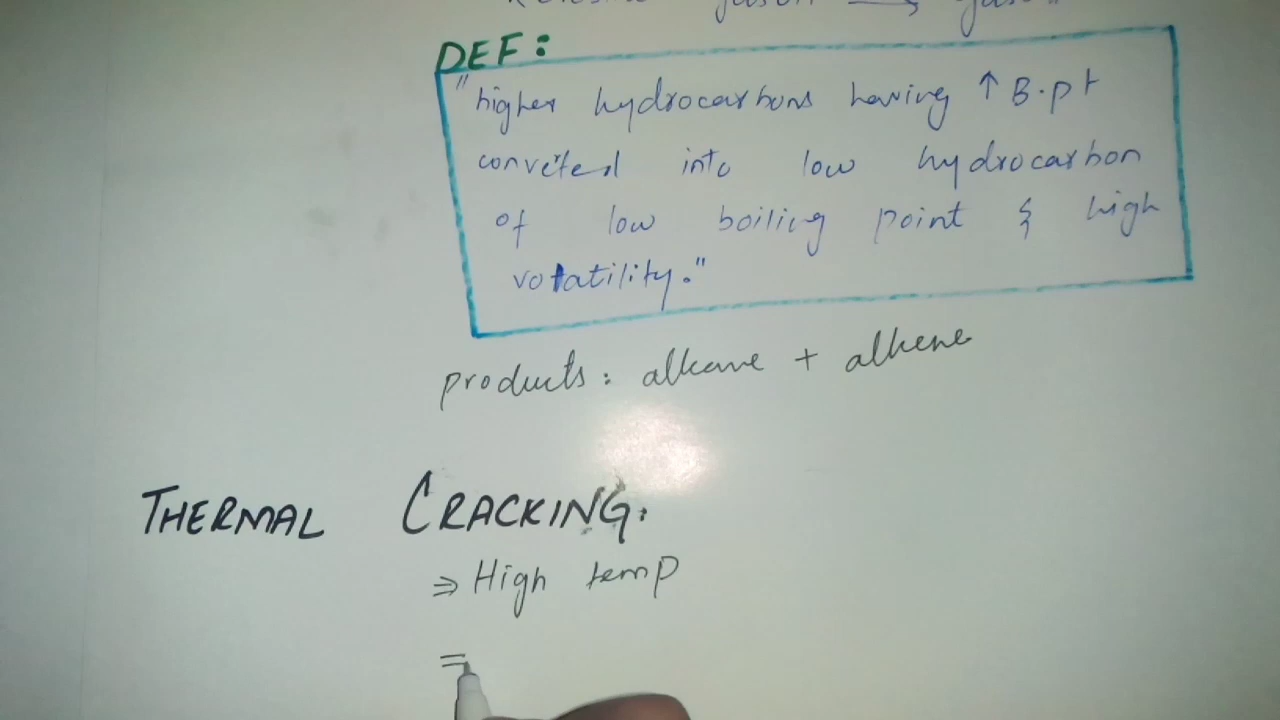 DEF:
"higher hydrocarbons having ↑ B.pt
conveted into low hydrocarbon
of low boiling point & high
volatility."
products: alkane + alkene
THERMAL CRACKING:
⇒ High temp
=